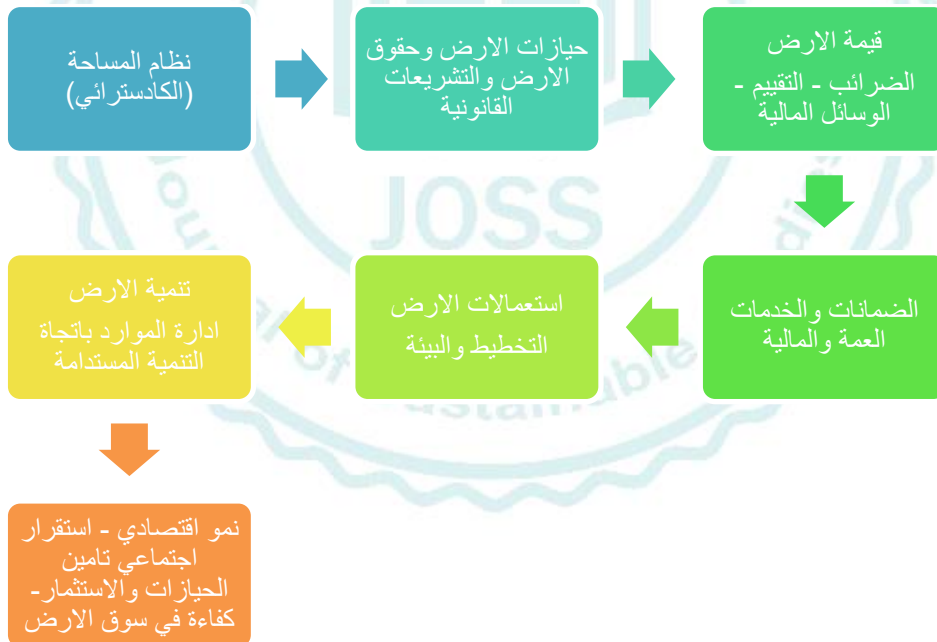 نظام المساحة
(الكادسترائي)
حيازات الارض وحقوق
الارض والتشريعات
القانونية
قيمة الارض
الضرائب - التقييم -
الوسائل المالية
الضمانات والخدمات
العمة والمالية
استعمالات الارض
التخطيط والبيئة
تنمية الارض
ادارة الموارد باتجاة
التنمية المستدامة
نمو اقتصادي - استقرار
اجتماعي تامين
الحيازات والاستثمار-
كفاءة في سوق الارض
JOSS